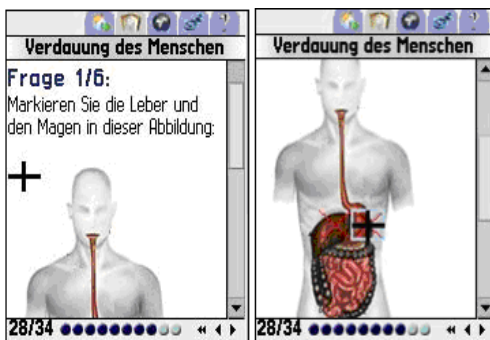 Verdauung des Menschen
Frage 1/6:
Markieren Sie die Leber und
den Magen in dieser Abbildung:
28/34
Verdauung des Menschen
28/34